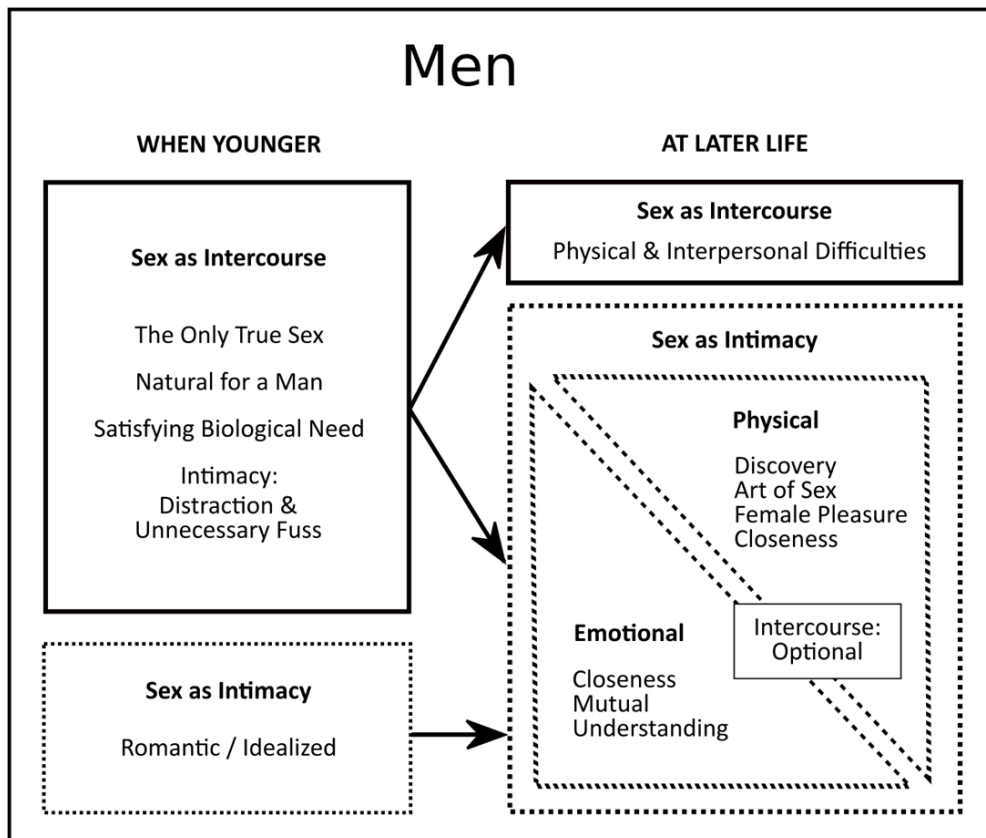 Men
WHEN YOUNGER
Sex as Intercourse
The Only True Sex
Natural for a Man
Satisfying Biological Need
Intimacy:
Distraction &
Unnecessary Fuss
Sex as Intimacy
Romantic / Idealized
AT LATER LIFE
Sex as Intercourse
Physical & Interpersonal Difficulties
Sex as Intimacy
Physical
Discovery
Art of Sex
Female Pleasure
Closeness
Emotional
Closeness
Mutual
Understanding
Intercourse:
Optional